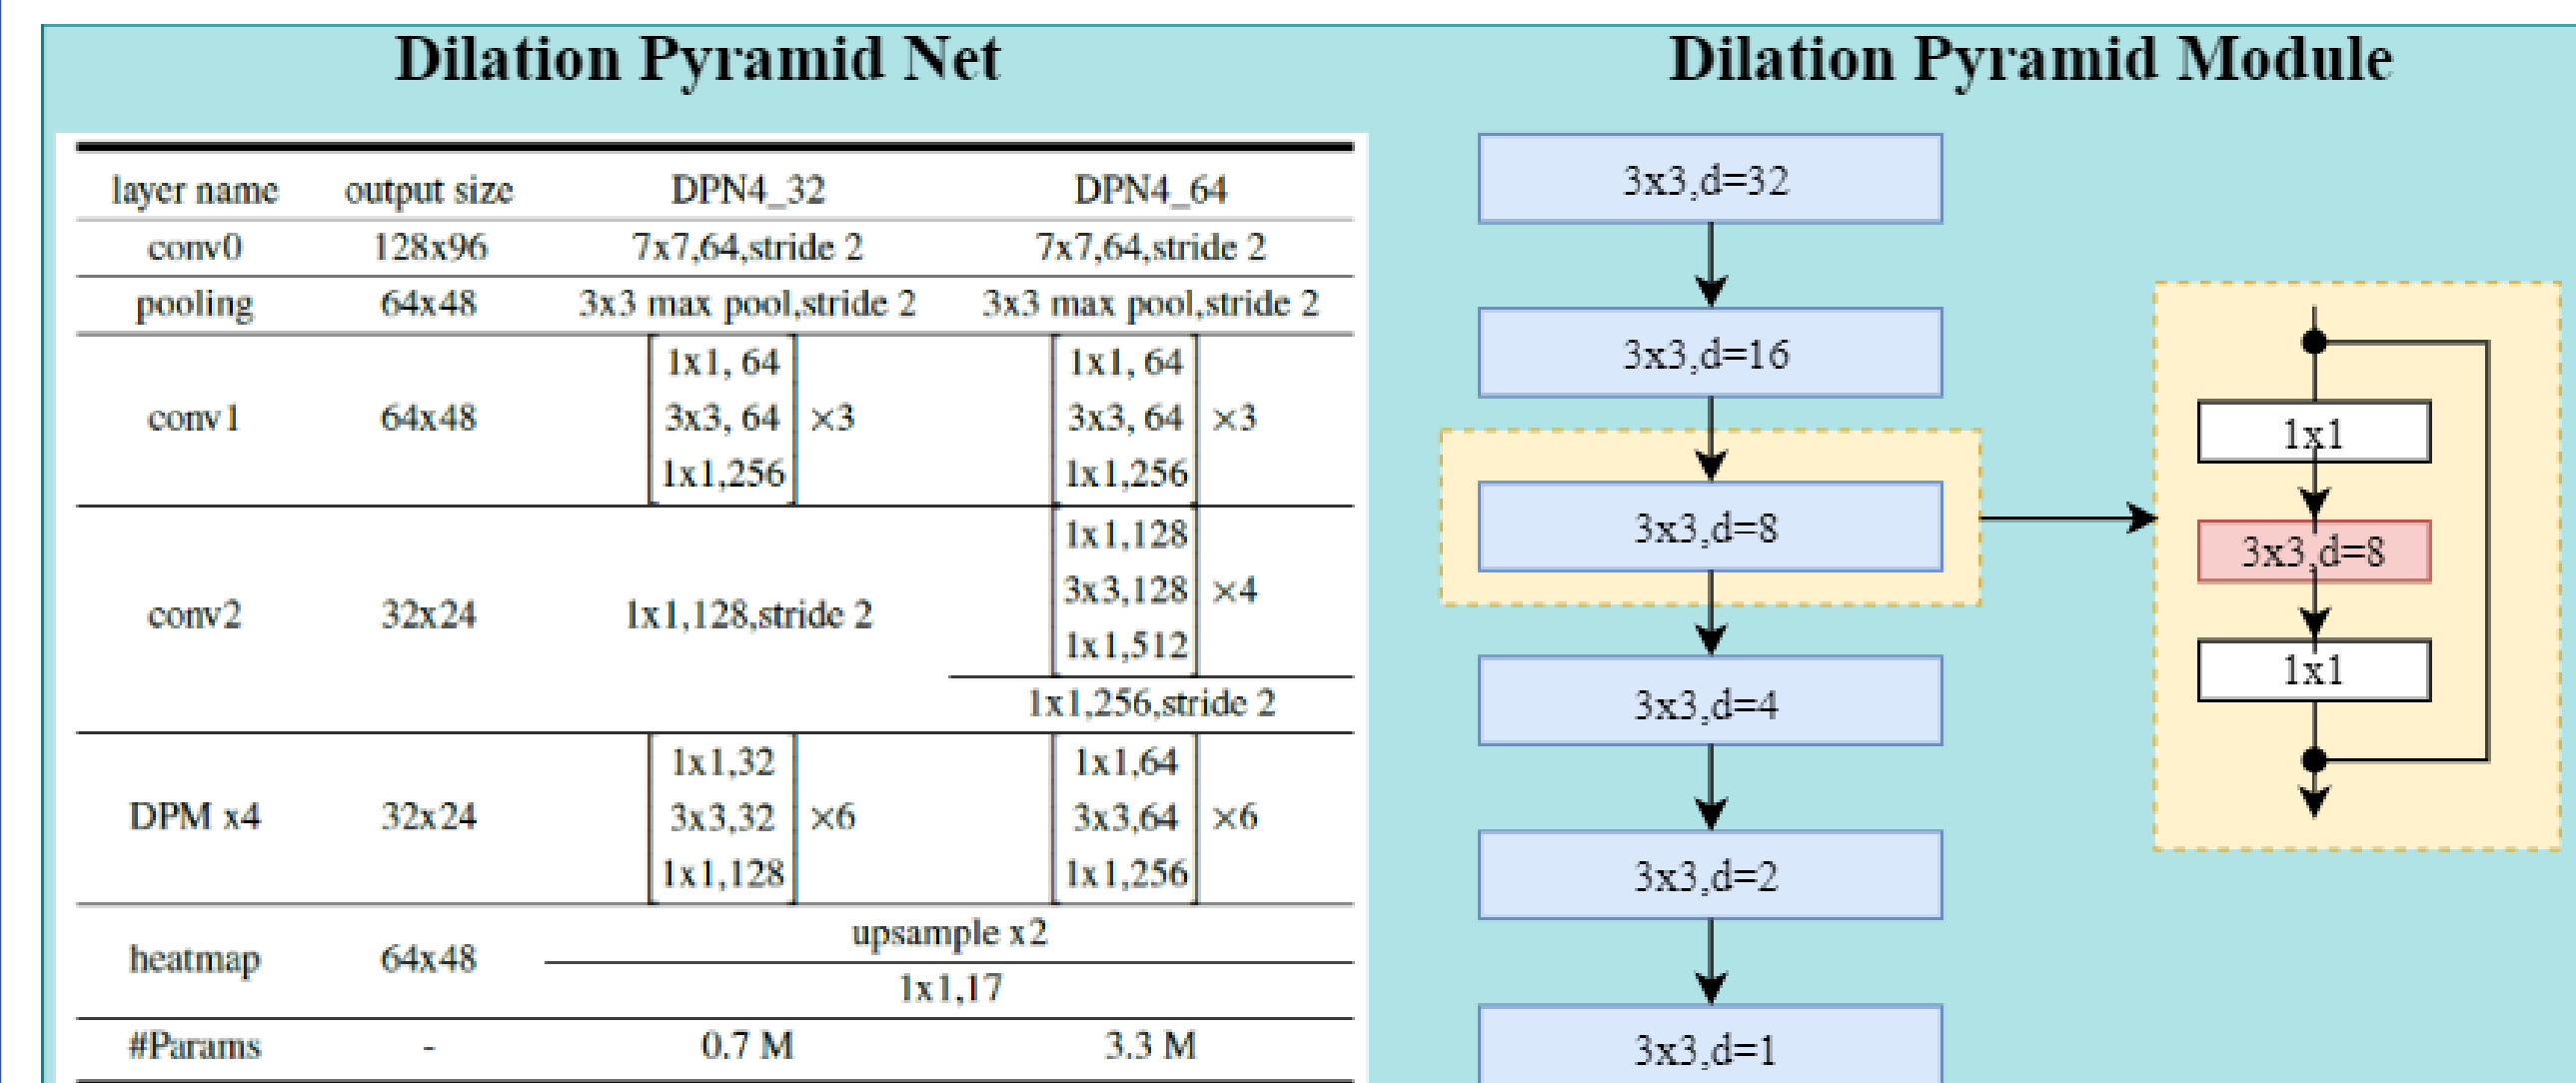 Dilation Pyramid Net
layer name output size DPN4_32 DPN4_64
conv0 128x96 7x7,64,stride 2 7x7,64,stride 2
pooling 64x48 3x3 max pool,stride 2 3x3 max pool,stride 2
1x1, 64 1x1, 64
conv1 64x48 3x3, 64 ×3 3x3, 64 ×3
1x1,256 1x1,256
1x1,128
3x3,128 ×4
conv2 32x24 1x1,128,stride 2
1x1,512
1x1,256,stride 2
1x1,32 1x1,64
DPM x4 32x24 3x3,32 ×6 3x3,64 ×6
1x1,128 1x1,256
upsample x2
heatmap 64x48
1x1,17
#Params - 0.7 M 3.3 M
Dilation Pyramid Module
3x3,d=32
3x3,d=16
3x3,d=8
3x3,d=4
3x3,d=2
3x3,d=1
1x1
3x3,d=8
1x1